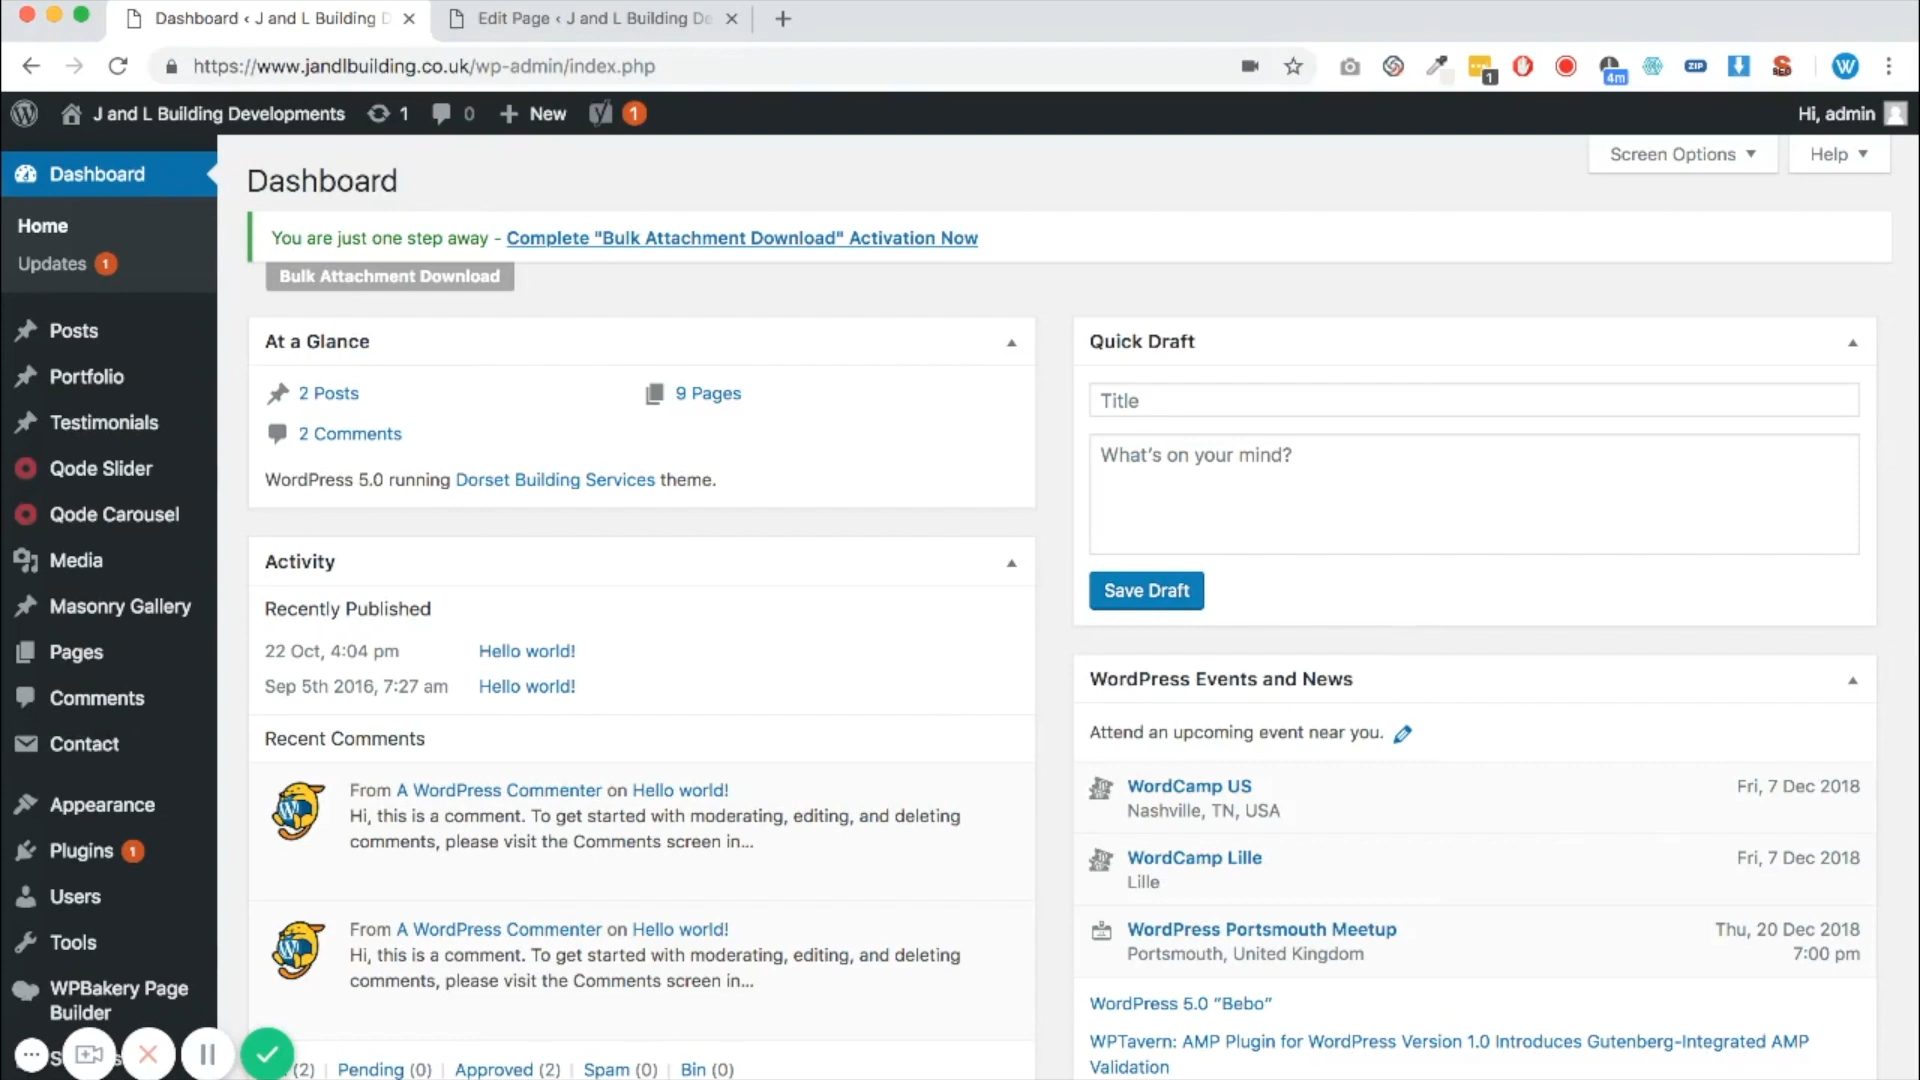 Dashboard ‹ J and L Building D
Edit Page ‹ J and L Building De
https://www.jandlbuilding.co.uk/wp-admin/index.php
1
4m
ZIP
SEO
W
J and L Building Developments
1
0
New
1
Hi, admin
Dashboard
Home
Updates 1
Posts
Portfolio
Testimonials
Qode Slider
Qode Carousel
Media
Masonry Gallery
Pages
Comments
Contact
Appearance
Plugins 1
Users
Tools
WPBakery Page
Builder
Screen Options
Help
Dashboard
You are just one step away - Complete "Bulk Attachment Download" Activation Now
Bulk Attachment Download
At a Glance
2 Posts
9 Pages
2 Comments
WordPress 5.0 running Dorset Building Services theme.
Activity
Recently Published
22 Oct, 4:04 pm Hello world!
Sep 5th 2016, 7:27 am Hello world!
Recent Comments
From A WordPress Commenter on Hello world!
Hi, this is a comment. To get started with moderating, editing, and deleting
comments, please visit the Comments screen in...
From A WordPress Commenter on Hello world!
Hi, this is a comment. To get started with moderating, editing, and deleting
comments, please visit the Comments screen in...
(2) | Pending (0) | Approved (2) | Spam (0) | Bin (0)
Quick Draft
Title
What's on your mind?
Save Draft
WordPress Events and News
Attend an upcoming event near you.
WordCamp US
Nashville, TN, USA
Fri, 7 Dec 2018
WordCamp Lille
Lille
Fri, 7 Dec 2018
WordPress Portsmouth Meetup
Portsmouth, United Kingdom
Thu, 20 Dec 2018
7:00 pm
WordPress 5.0 “Bebo”
WPTavern: AMP Plugin for WordPress Version 1.0 Introduces Gutenberg-Integrated AMP
Validation